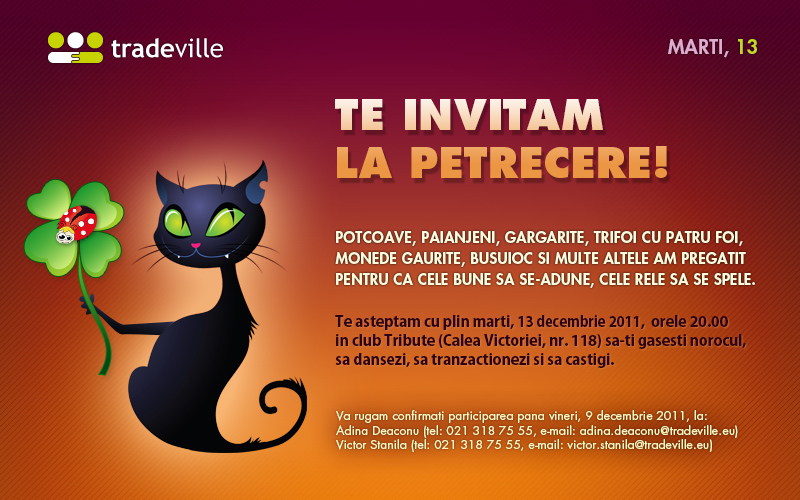 tradeville
MARTI, 13
TE INVITAM
LA PETRECERE!
POTCOAVE, PAIANJENI, GARGARITE, TRIFOI CU PATRU FOI,
MONEDE GAURITE, BUSUIOC SI MULTE ALTELE AM PREGATIT
PENTRU CA CELE BUNE SA SE-ADUNE, CELE RELE SA SE SPELE.
Te asteptam cu plin marti, 13 decembrie 2011, orele 20.00
in club Tribute (Calea Victoriei, nr. 118) sa-ti gasesti norocul,
sa dansezi, sa tranzactionezi si sa castigi.
Va rugam confirmati participarea pana vineri, 9 decembrie 2011, la:
Adina Deaconu (tel: 021 318 75 55, e-mail: adina.deaconu@tradeville.eu)
Victor Stanila (tel: 021 318 75 55, e-mail: victor.stanila@tradeville.eu)